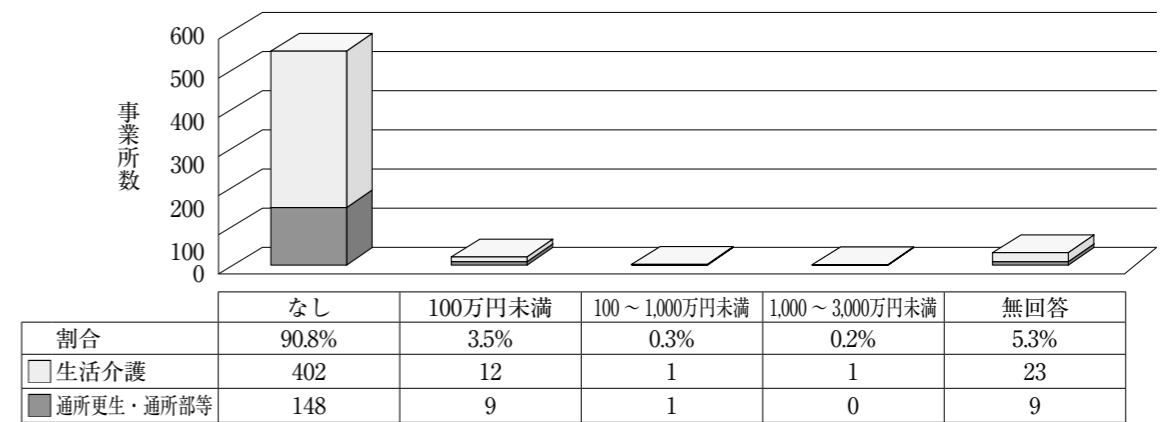 600
500
400
300
200
100
0
事業所数
なし 100万円未満 100～1,000万円未満 1,000～3,000万円未満 無回答
割合 90.8% 3.5% 0.3% 0.2% 5.3%
生活介護 402 12 1 1 23
通所更生・通所部等 148 9 1 0 9